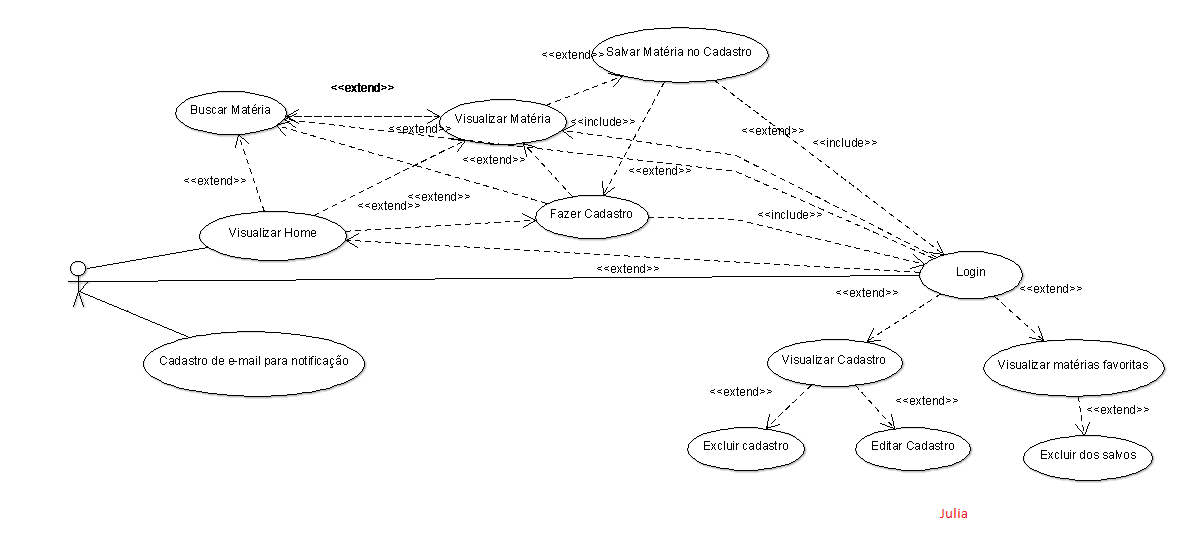 <<extend>>
Salvar Matéria no Cadastro
<<extend>>
Buscar Matéria
Visualizar Matéria
<<include>>
<<extend>>
<<extend>>
<<include>>
<<extend>>
<<extend>>
<<extend>>
<<extend>>
<<extend>>
Fazer Cadastro
<<include>>
Visualizar Home
<<extend>>
Login
<<extend>>
<<extend>>
Cadastro de e-mail para notificação
Visualizar Cadastro
Visualizar matérias favoritas
<<extend>>
<<extend>>
<<extend>>
Excluir cadastro
Editar Cadastro
Excluir dos salvos
Julia